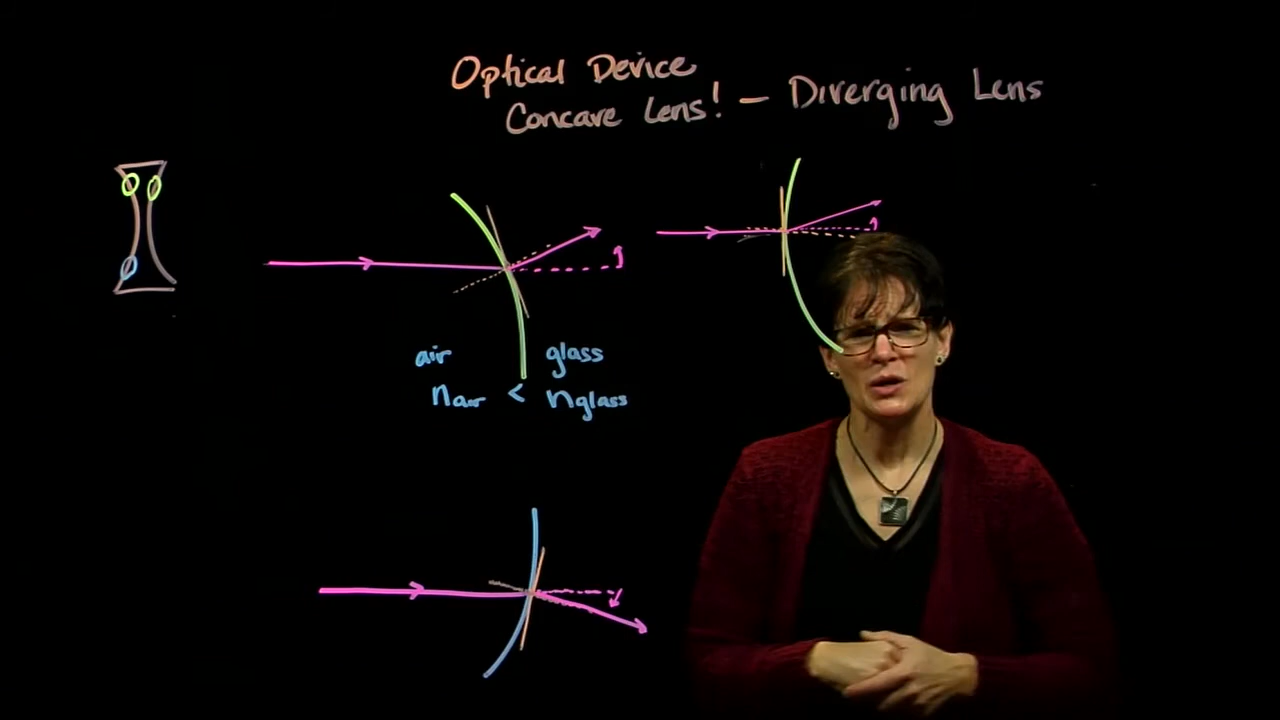 Optical Device
Concave Lens! - Diverging Lens
air glass
nair < nglass